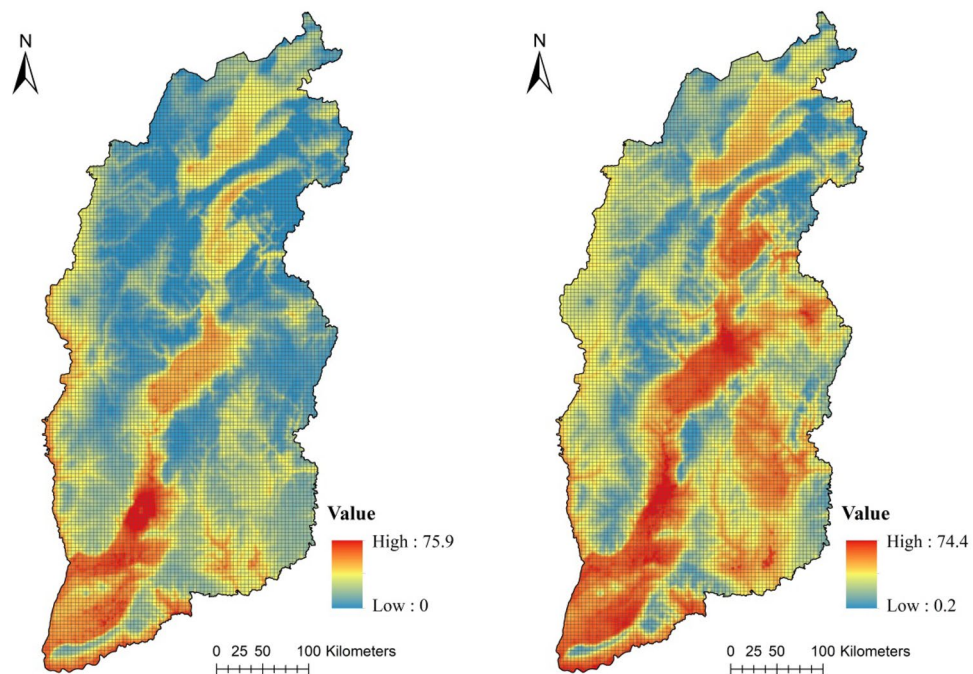 N
Value
High : 75.9
Low : 0
0 25 50 100 Kilometers
N
Value
High : 74.4
Low : 0.2
0 25 50 100 Kilometers